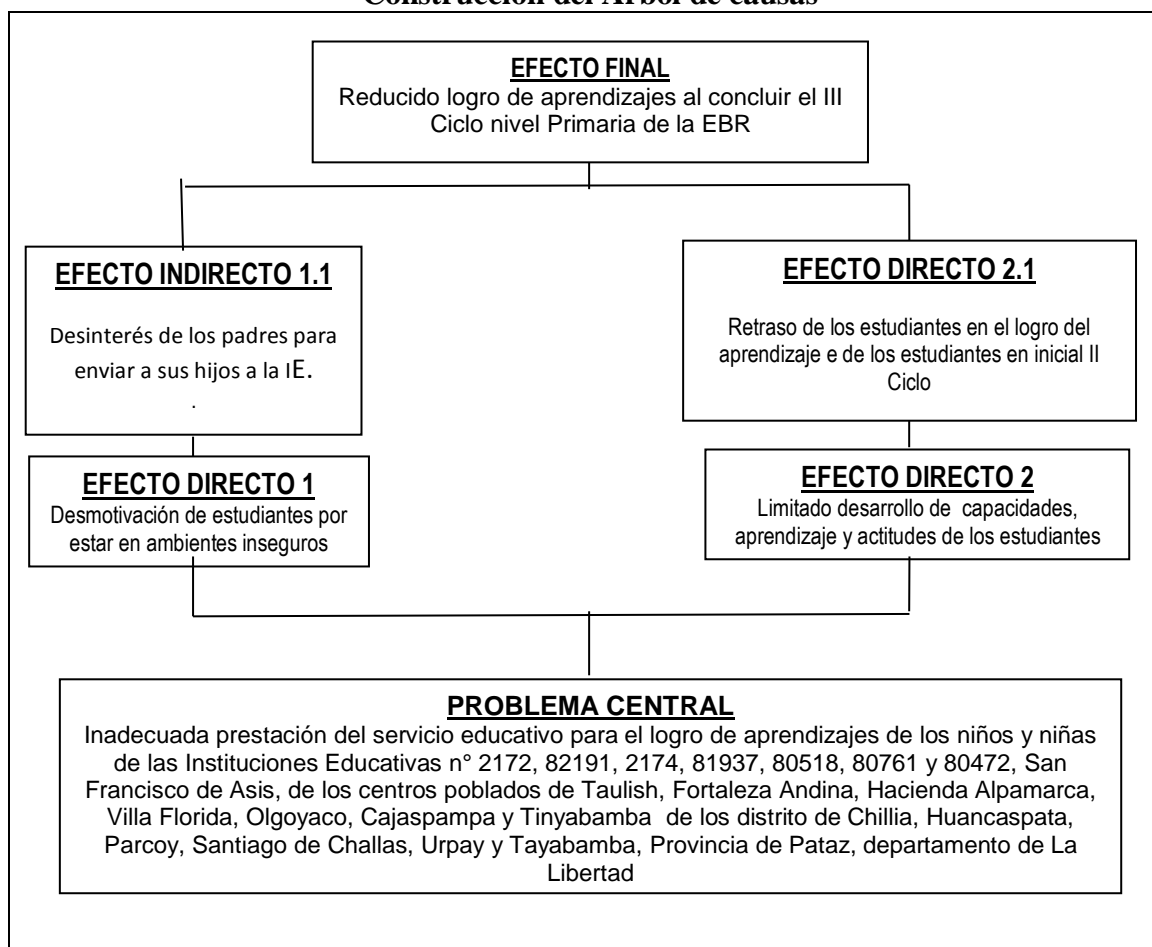 Construcción del Árbol de causas
EFECTO FINAL
Reducido logro de aprendizajes al concluir el III
Ciclo nivel Primaria de la EBR
EFECTO INDIRECTO 1.1
Desinterés de los padres para
enviar a sus hijos a la IE.
.
EFECTO DIRECTO 2.1
Retraso de los estudiantes en el logro del
aprendizaje e de los estudiantes en inicial II
Ciclo
EFECTO DIRECTO 1
Desmotivación de estudiantes por
estar en ambientes inseguros
EFECTO DIRECTO 2
Limitado desarrollo de capacidades,
aprendizaje y actitudes de los estudiantes
PROBLEMA CENTRAL
Inadecuada prestación del servicio educativo para el logro de aprendizajes de los niños y niñas
de las Instituciones Educativas n° 2172, 82191, 2174, 81937, 80518, 80761 y 80472, San
Francisco de Asis, de los centros poblados de Taulish, Fortaleza Andina, Hacienda Alpamarca,
Villa Florida, Olgoyaco, Cajaspampa y Tinyabamba de los distrito de Chillia, Huancaspata,
Parcoy, Santiago de Challas, Urpay y Tayabamba, Provincia de Pataz, departamento de La
Libertad